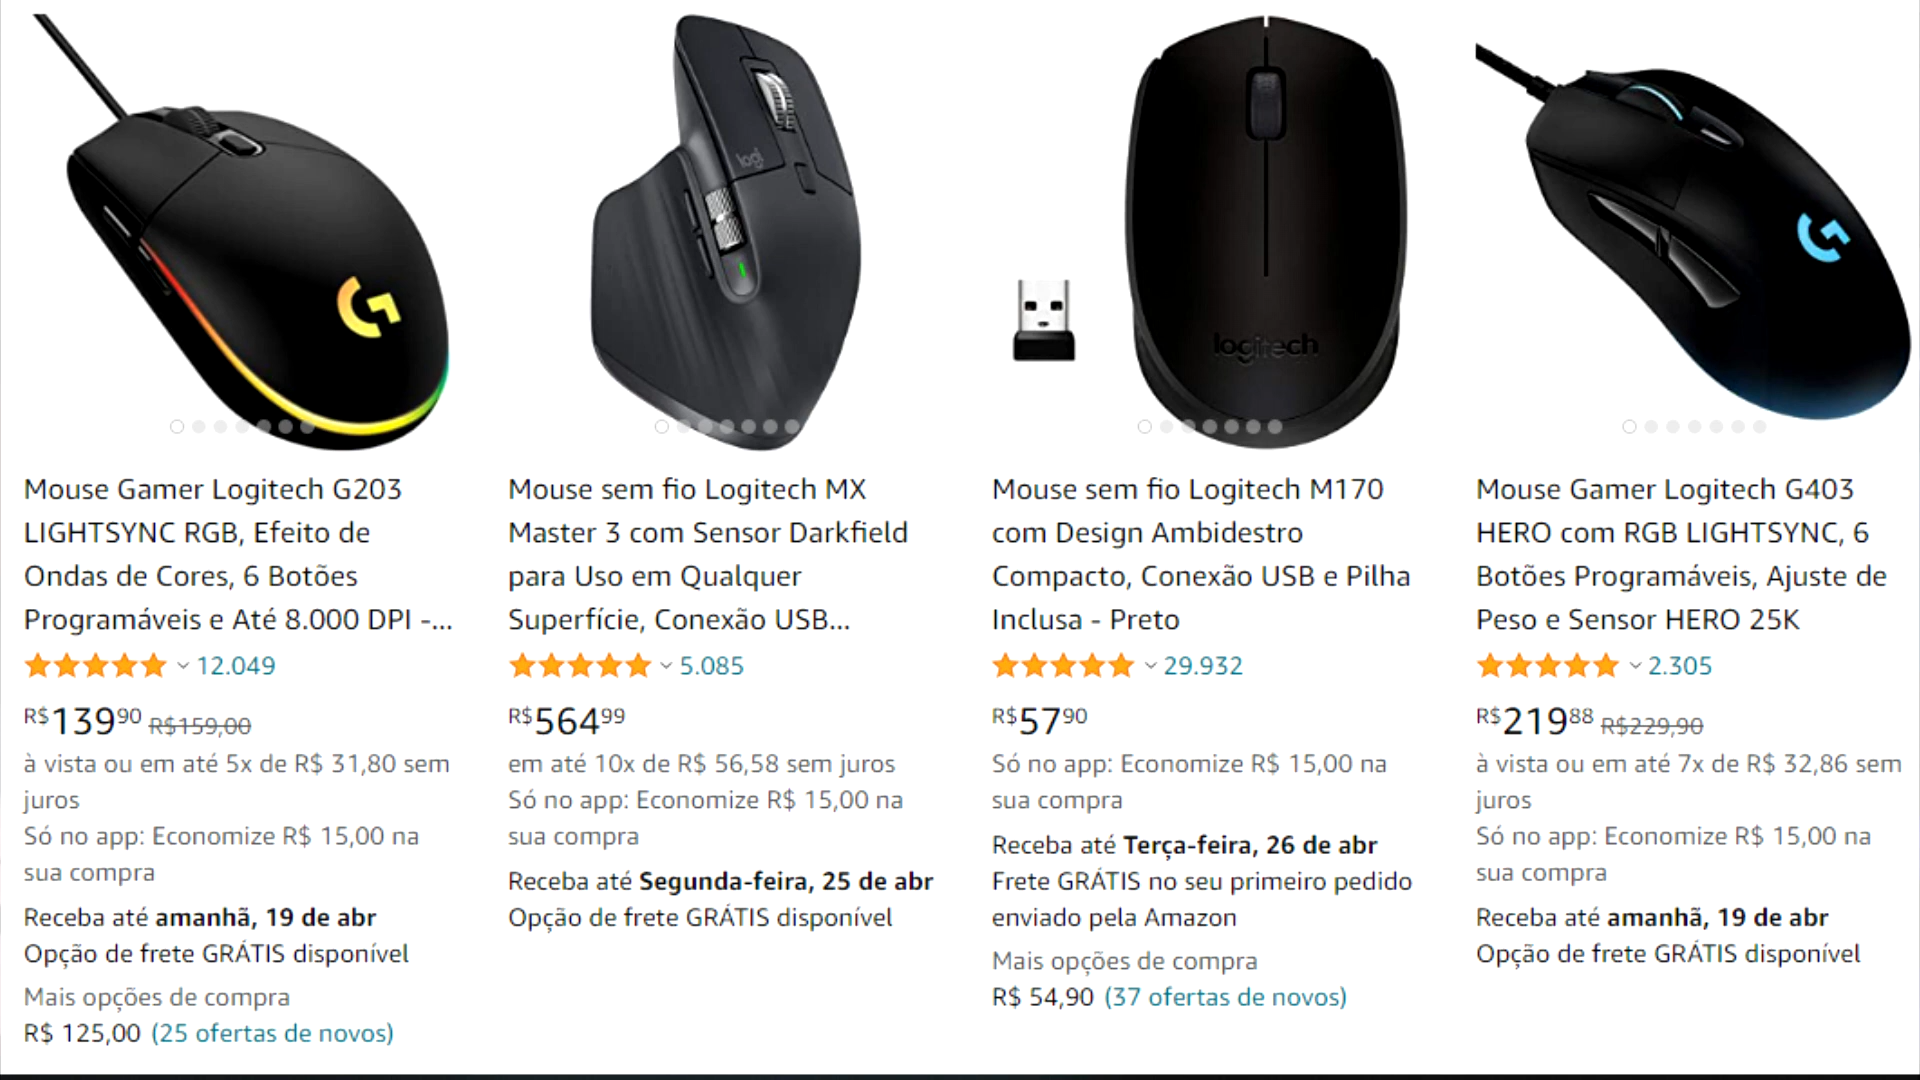 logi
logitech
Mouse Gamer Logitech G203
LIGHTSYNC RGB, Efeito de
Ondas de Cores, 6 Botões
Programáveis e Até 8.000 DPI -...
12.049
R$13990 R$159,00
à vista ou em até 5x de R$ 31,80 sem
juros
Só no app: Economize R$ 15,00 na
sua compra
Receba até amanhã, 19 de abr
Opção de frete GRÁTIS disponível
Mais opções de compra
R$ 125,00 (25 ofertas de novos)
Mouse sem fio Logitech MX
Master 3 com Sensor Darkfield
para Uso em Qualquer
Superfície, Conexão USB...
5.085
R$56499
em até 10x de R$ 56,58 sem juros
Só no app: Economize R$ 15,00 na
sua compra
Receba até Segunda-feira, 25 de abr
Opção de frete GRÁTIS disponível
Mouse sem fio Logitech M170
com Design Ambidestro
Compacto, Conexão USB e Pilha
Inclusa - Preto
29.932
R$5790
Só no app: Economize R$ 15,00 na
sua compra
Receba até Terça-feira, 26 de abr
Frete GRÁTIS no seu primeiro pedido
enviado pela Amazon
Mais opções de compra
R$ 54,90 (37 ofertas de novos)
Mouse Gamer Logitech G403
HERO com RGB LIGHTSYNC, 6
Botões Programáveis, Ajuste de
Peso e Sensor HERO 25K
2.305
R$21988 R$229,90
à vista ou em até 7x de R$ 32,86 sem
juros
Só no app: Economize R$ 15,00 na
sua compra
Receba até amanhã, 19 de abr
Opção de frete GRÁTIS disponível